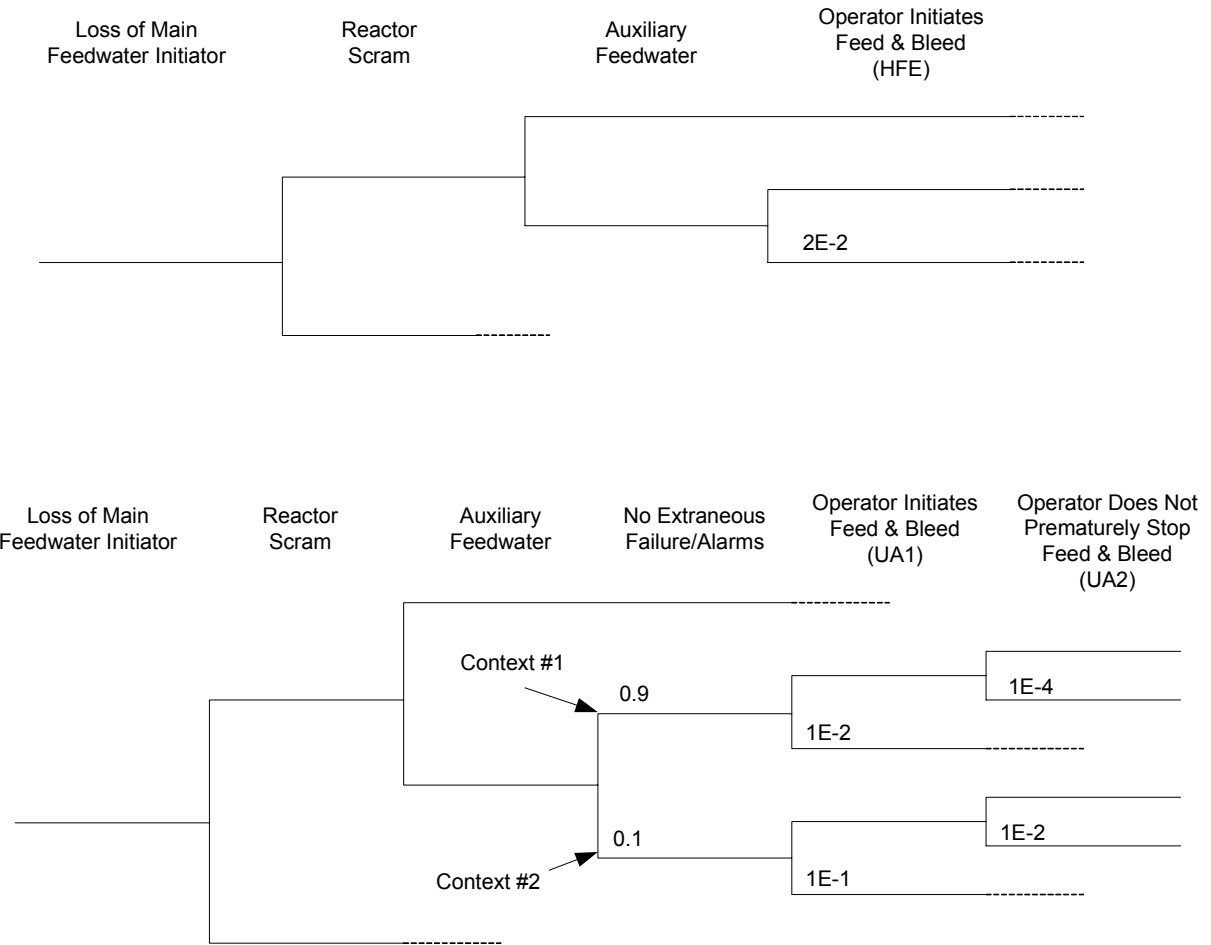 Loss of Main
Feedwater Initiator
Reactor
Scram
Auxiliary
Feedwater
Operator Initiates
Feed & Bleed
(HFE)
2E-2
Loss of Main
Feedwater Initiator
Reactor
Scram
Auxiliary
Feedwater
No Extraneous
Failure/Alarms
Operator Initiates
Feed & Bleed
(UA1)
Operator Does Not
Prematurely Stop
Feed & Bleed
(UA2)
Context #1
0.9
1E-4
1E-2
0.1
1E-2
Context #2
1E-1